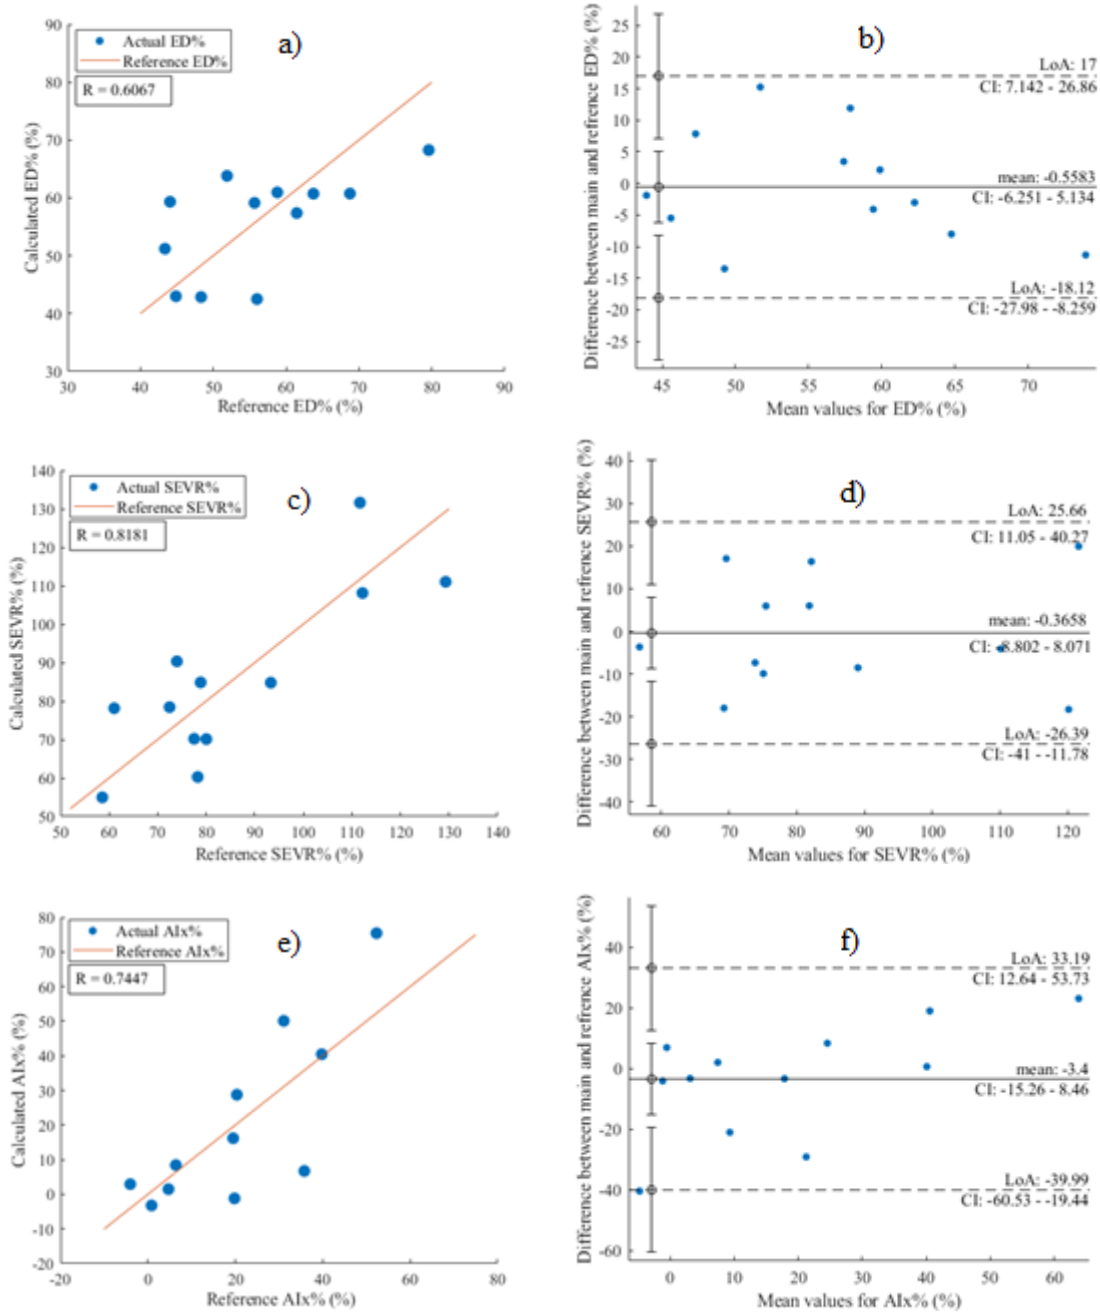 a)
Actual ED%
Reference ED%
R = 0.6067
Calculated ED% (%)
90
80
70
60
50
40
30
30 40 50 60 70 80 90
Reference ED% (%)
b)
Difference between main and refrence ED% (%)
25
20
15
10
5
0
-5
-10
-15
-20
-25
LoA: 17
CI: 7.142 - 26.86
mean: -0.5583
CI: -6.251 - 5.134
LoA: -18.12
CI: -27.98 - -8.259
45 50 55 60 65 70
Mean values for ED% (%)
c)
Actual SEVR%
Reference SEVR%
R = 0.8181
Calculated SEVR% (%)
140
130
120
110
100
90
80
70
60
50
50 60 70 80 90 100 110 120 130 140
Reference SEVR% (%)
d)
Difference between main and refrence SEVR% (%)
40
30
20
10
0
-10
-20
-30
-40
LoA: 25.66
CI: 11.05 - 40.27
mean: -0.3658
CI: -8.802 - 8.071
LoA: -26.39
CI: -41 - -11.78
60 70 80 90 100 110 120
Mean values for SEVR% (%)
e)
Actual AIx%
Reference AIx%
R = 0.7447
Calculated AIx% (%)
80
70
60
50
40
30
20
10
0
-10
-20
-20 0 20 40 60 80
Reference AIx% (%)
f)
Difference between main and refrence AIx% (%)
40
20
0
-20
-40
-60
LoA: 33.19
CI: 12.64 - 53.73
mean: -3.4
CI: -15.26 - 8.46
LoA: -39.99
CI: -60.53 - -19.44
0 10 20 30 40 50 60
Mean values for AIx% (%)